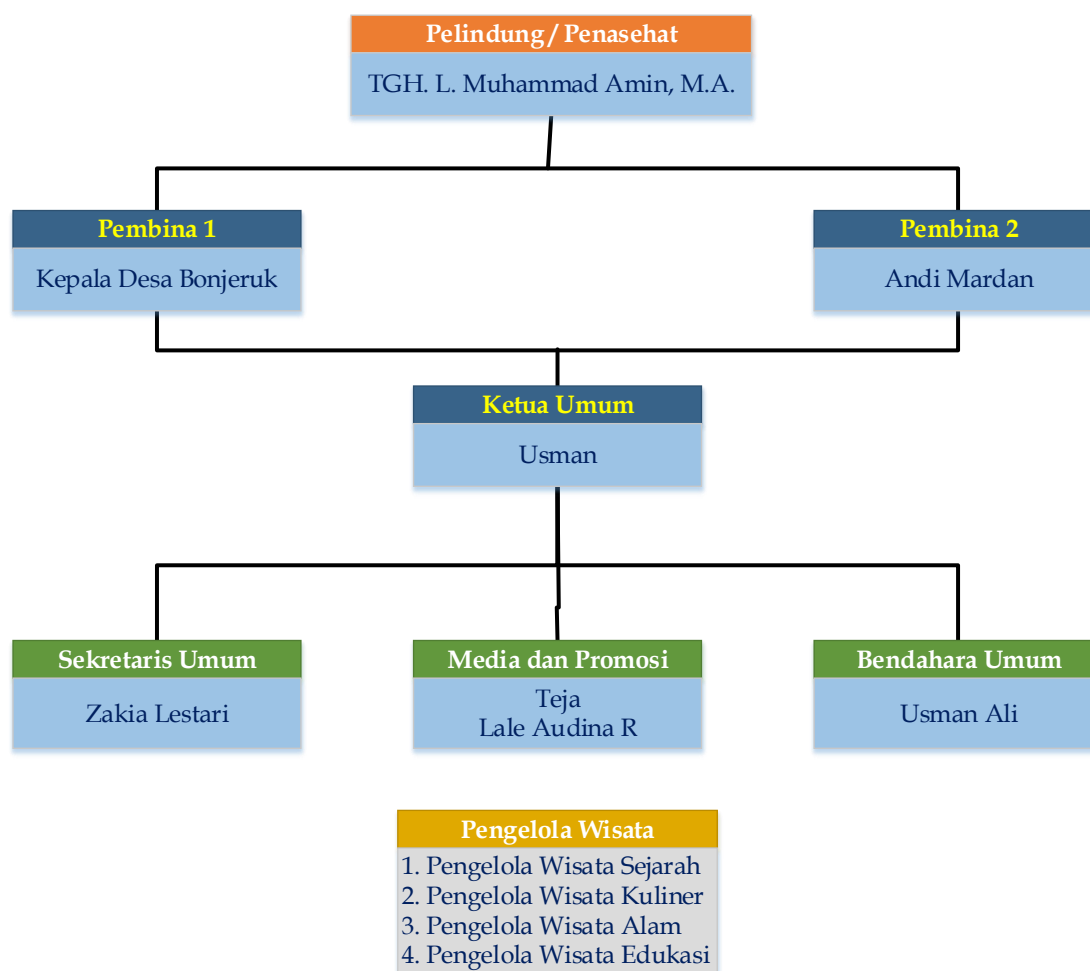 Pelindung / Penasehat
TGH. L. Muhammad Amin, M.A.
Pembina 1
Kepala Desa Bonjeruk
Pembina 2
Andi Mardan
Ketua Umum
Usman
Sekretaris Umum
Zakia Lestari
Media dan Promosi
Teja
Lale Audina R
Bendahara Umum
Usman Ali
Pengelola Wisata
1. Pengelola Wisata Sejarah
2. Pengelola Wisata Kuliner
3. Pengelola Wisata Alam
4. Pengelola Wisata Edukasi